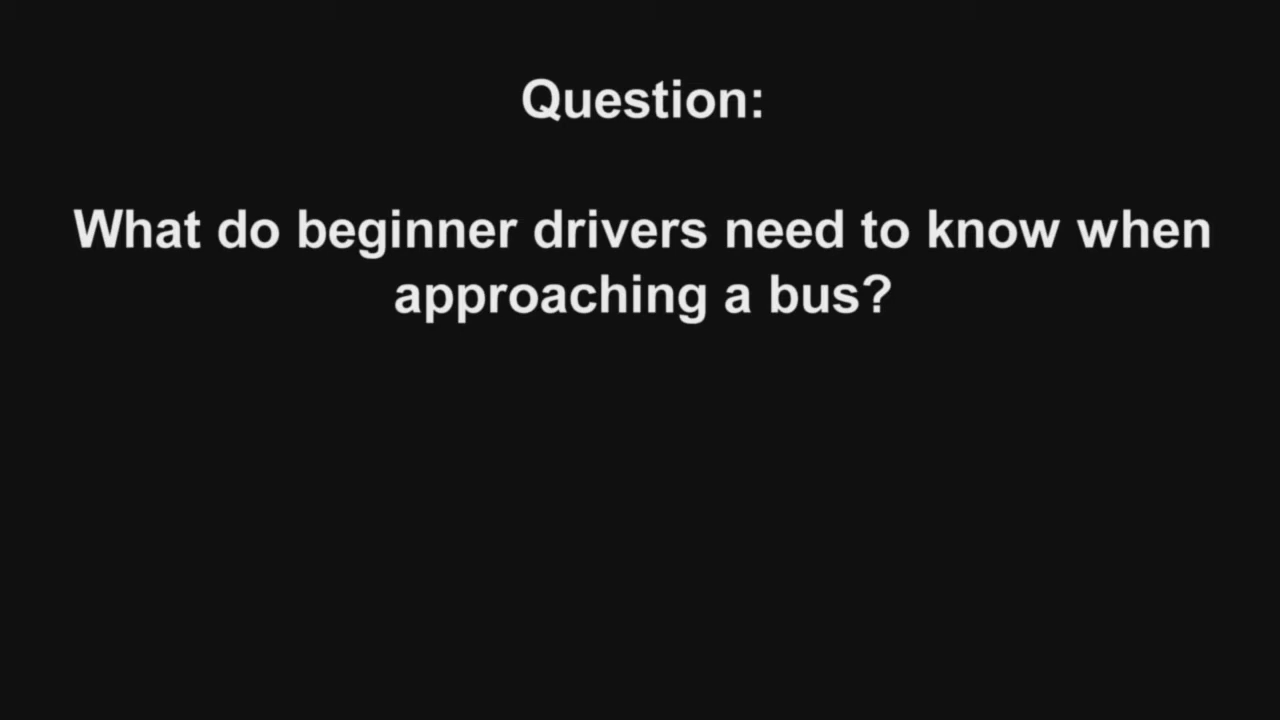 Question:
What do beginner drivers need to know when
approaching a bus?